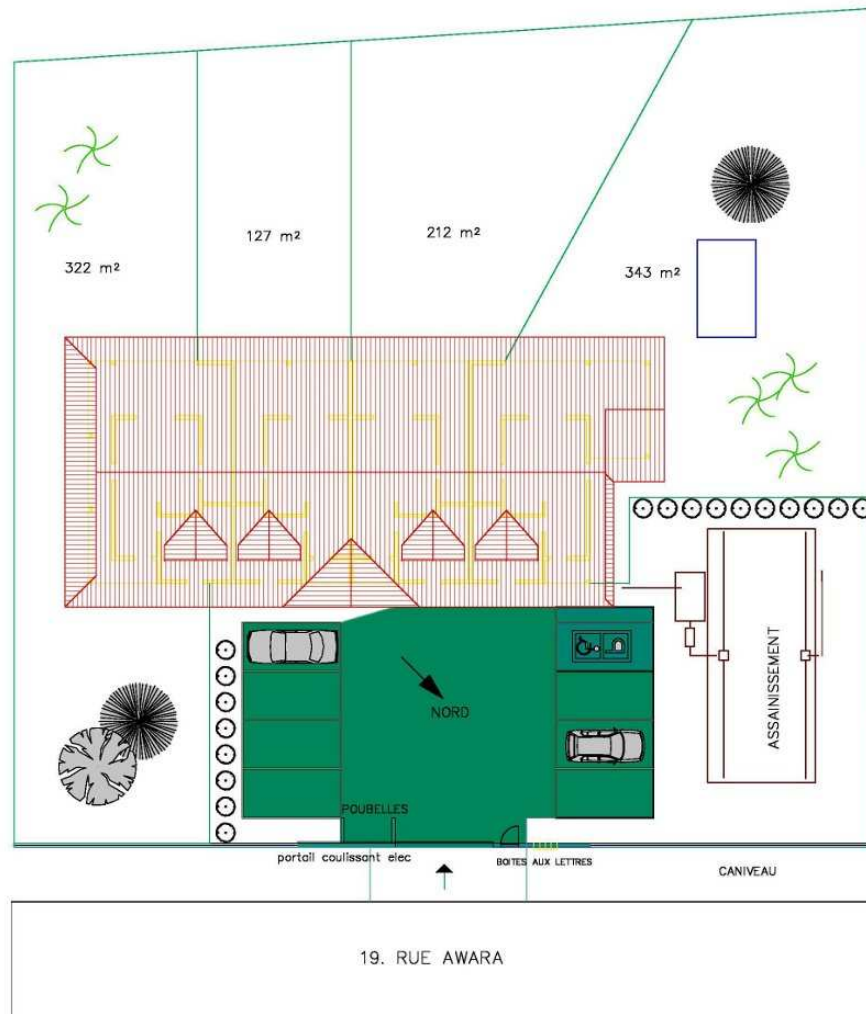 212 m²
127 m²
322 m²
343 m²
ASSAINISSEMENT
NORD
POUBELLES
portail coulissant elec
BOITES AUX LETTRES
CANIVEAU
19. RUE AWARA